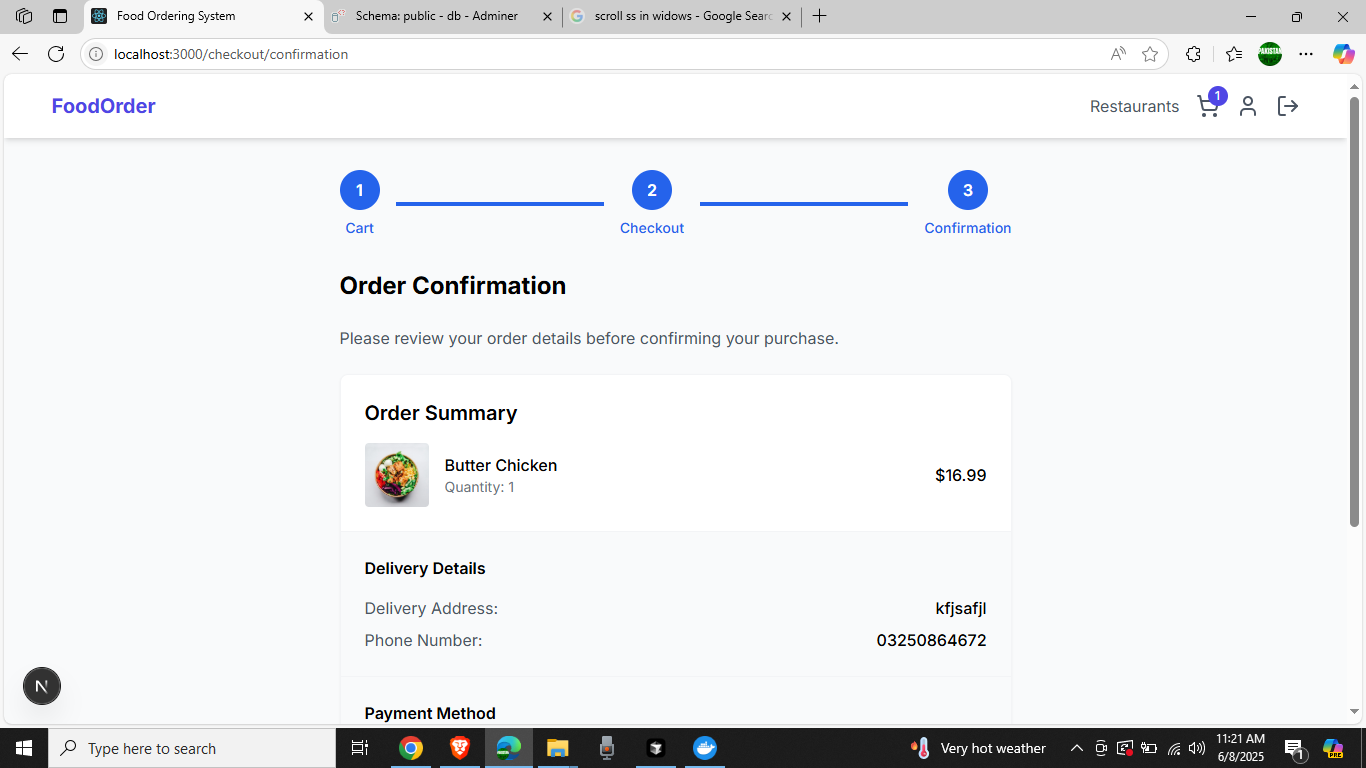 Food Ordering System
Schema: public - db - Adminer
scroll ss in widows - Google Searc
localhost:3000/checkout/confirmation
FoodOrder
Restaurants
1
1
2
3
Cart
Checkout
Confirmation
Order Confirmation
Please review your order details before confirming your purchase.
Order Summary
Butter Chicken
Quantity: 1
$16.99
Delivery Details
Delivery Address:
kfjsafjl
Phone Number:
03250864672
Payment Method
N
Type here to search
Very hot weather
11:21 AM
6/8/2025
1
PRE